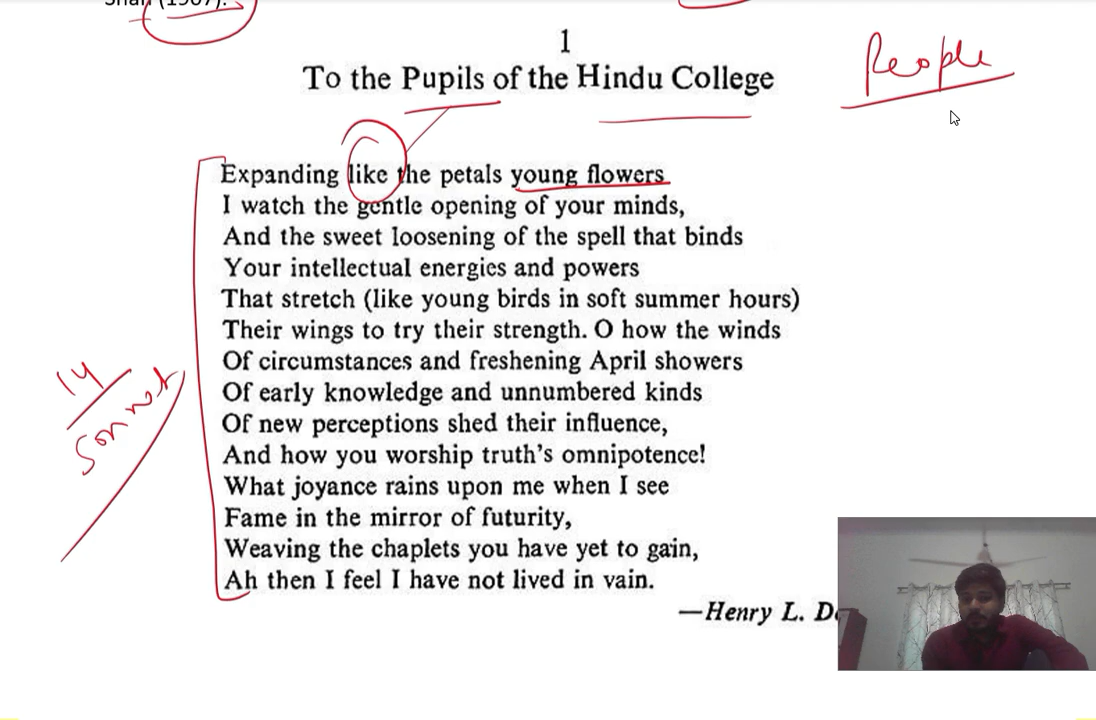 (1967).
1
To the Pupils of the Hindu College
People
Expanding like the petals young flowers
I watch the gentle opening of your minds,
And the sweet loosening of the spell that binds
Your intellectual energies and powers
That stretch (like young birds in soft summer hours)
Their wings to try their strength. O how the winds
Of circumstances and freshening April showers
Of early knowledge and unnumbered kinds
Of new perceptions shed their influence,
And how you worship truth's omnipotence!
What joyance rains upon me when I see
Fame in the mirror of futurity,
Weaving the chaplets you have yet to gain,
Ah then I feel I have not lived in vain.
—Henry L.
14
Sonnet